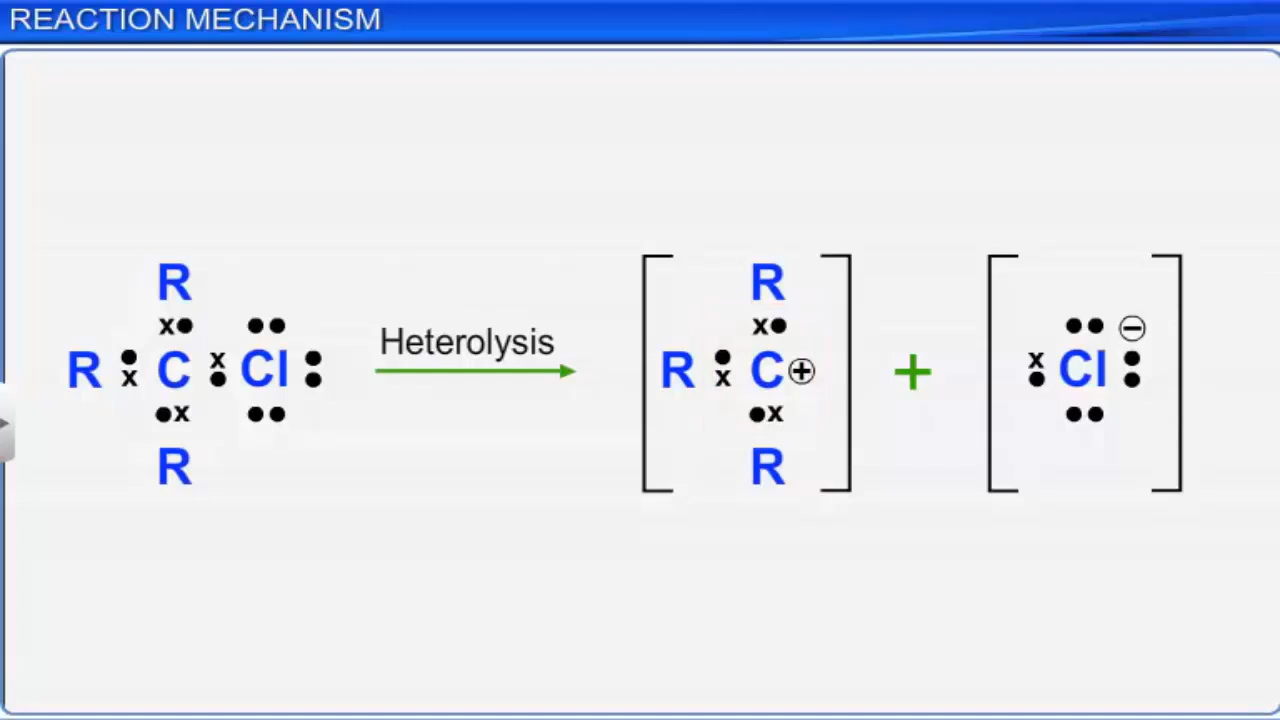 REACTION MECHANISM
R R
x●
R C Cl Heterolysis R C⊕ + Cl ⊖
●x
R R